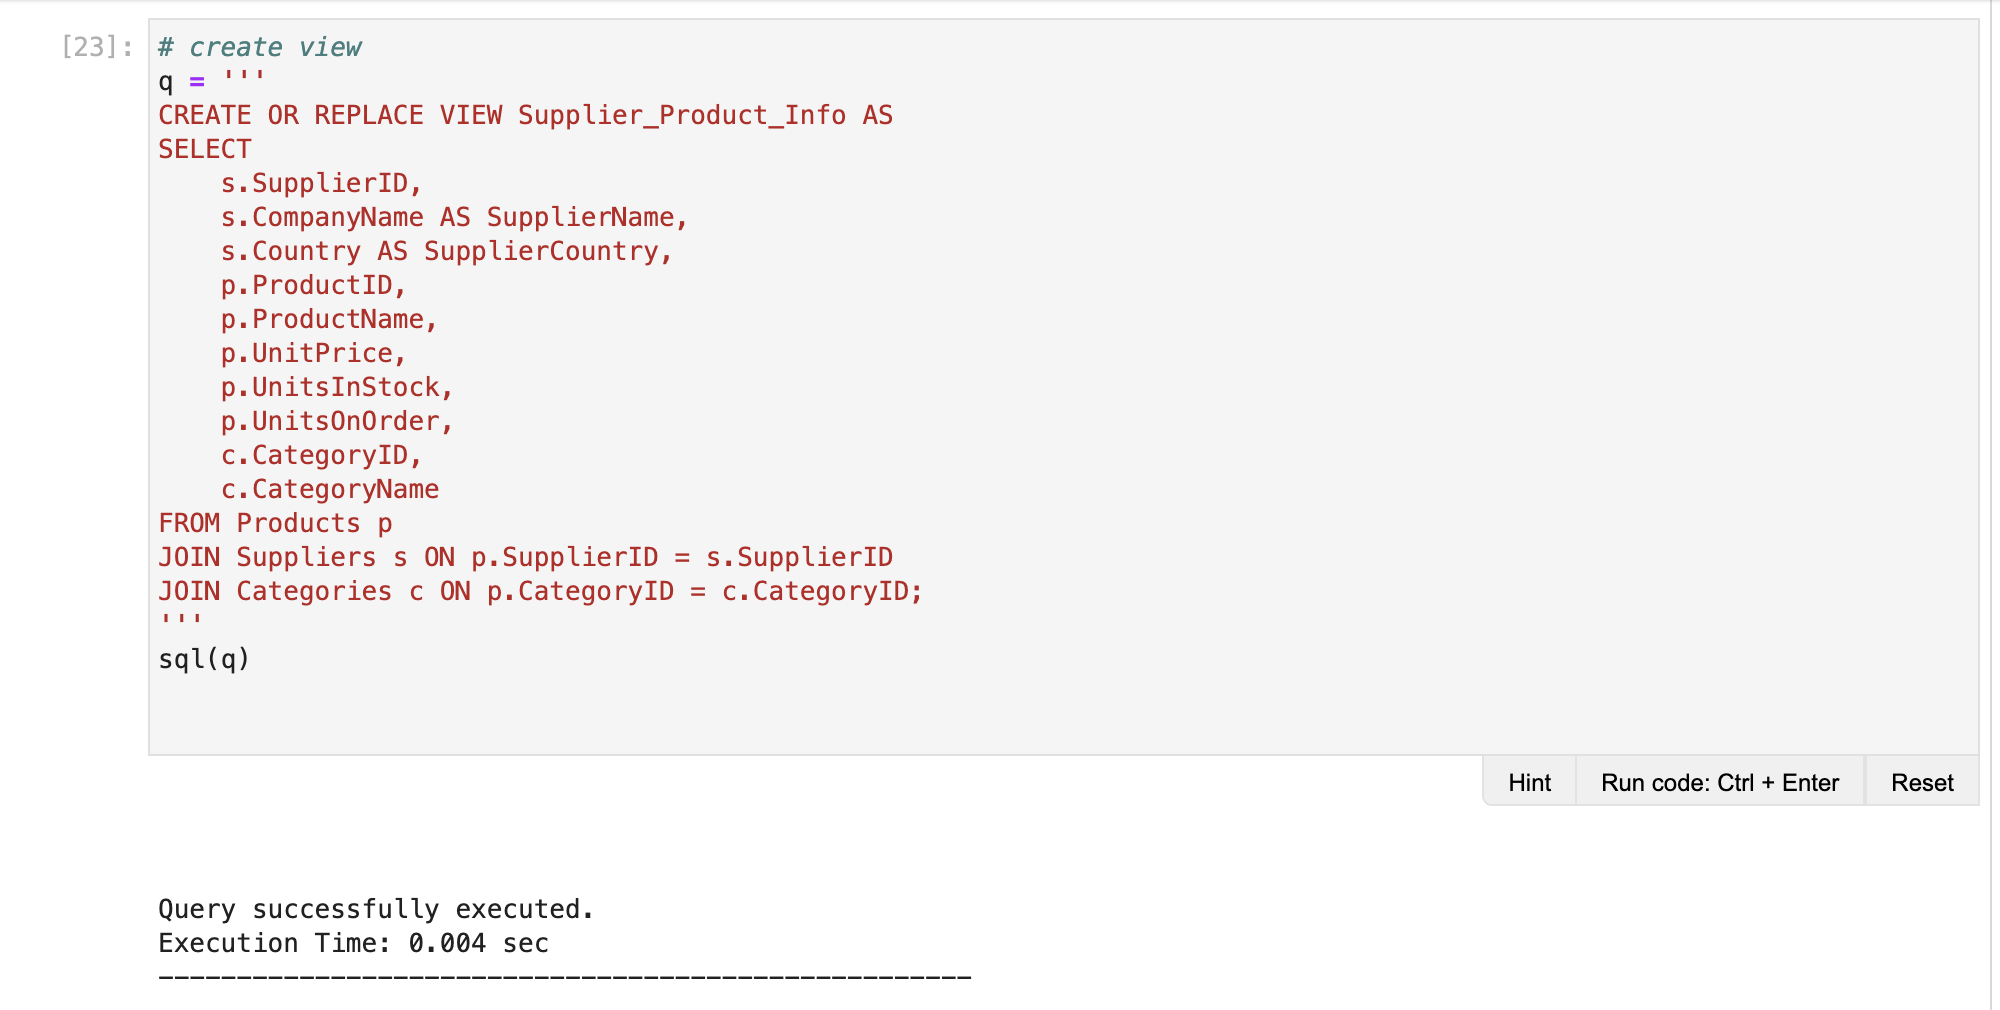 [23]:
# create view
q = '''
CREATE OR REPLACE VIEW Supplier_Product_Info AS
SELECT
    s.SupplierID,
    s.CompanyName AS SupplierName,
    s.Country AS SupplierCountry,
    p.ProductID,
    p.ProductName,
    p.UnitPrice,
    p.UnitsInStock,
    p.UnitsOnOrder,
    c.CategoryID,
    c.CategoryName
FROM Products p
JOIN Suppliers s ON p.SupplierID = s.SupplierID
JOIN Categories c ON p.CategoryID = c.CategoryID;
'''
sql(q)
Hint Run code: Ctrl + Enter Reset
Query successfully executed.
Execution Time: 0.004 sec
----------------------------------------------------